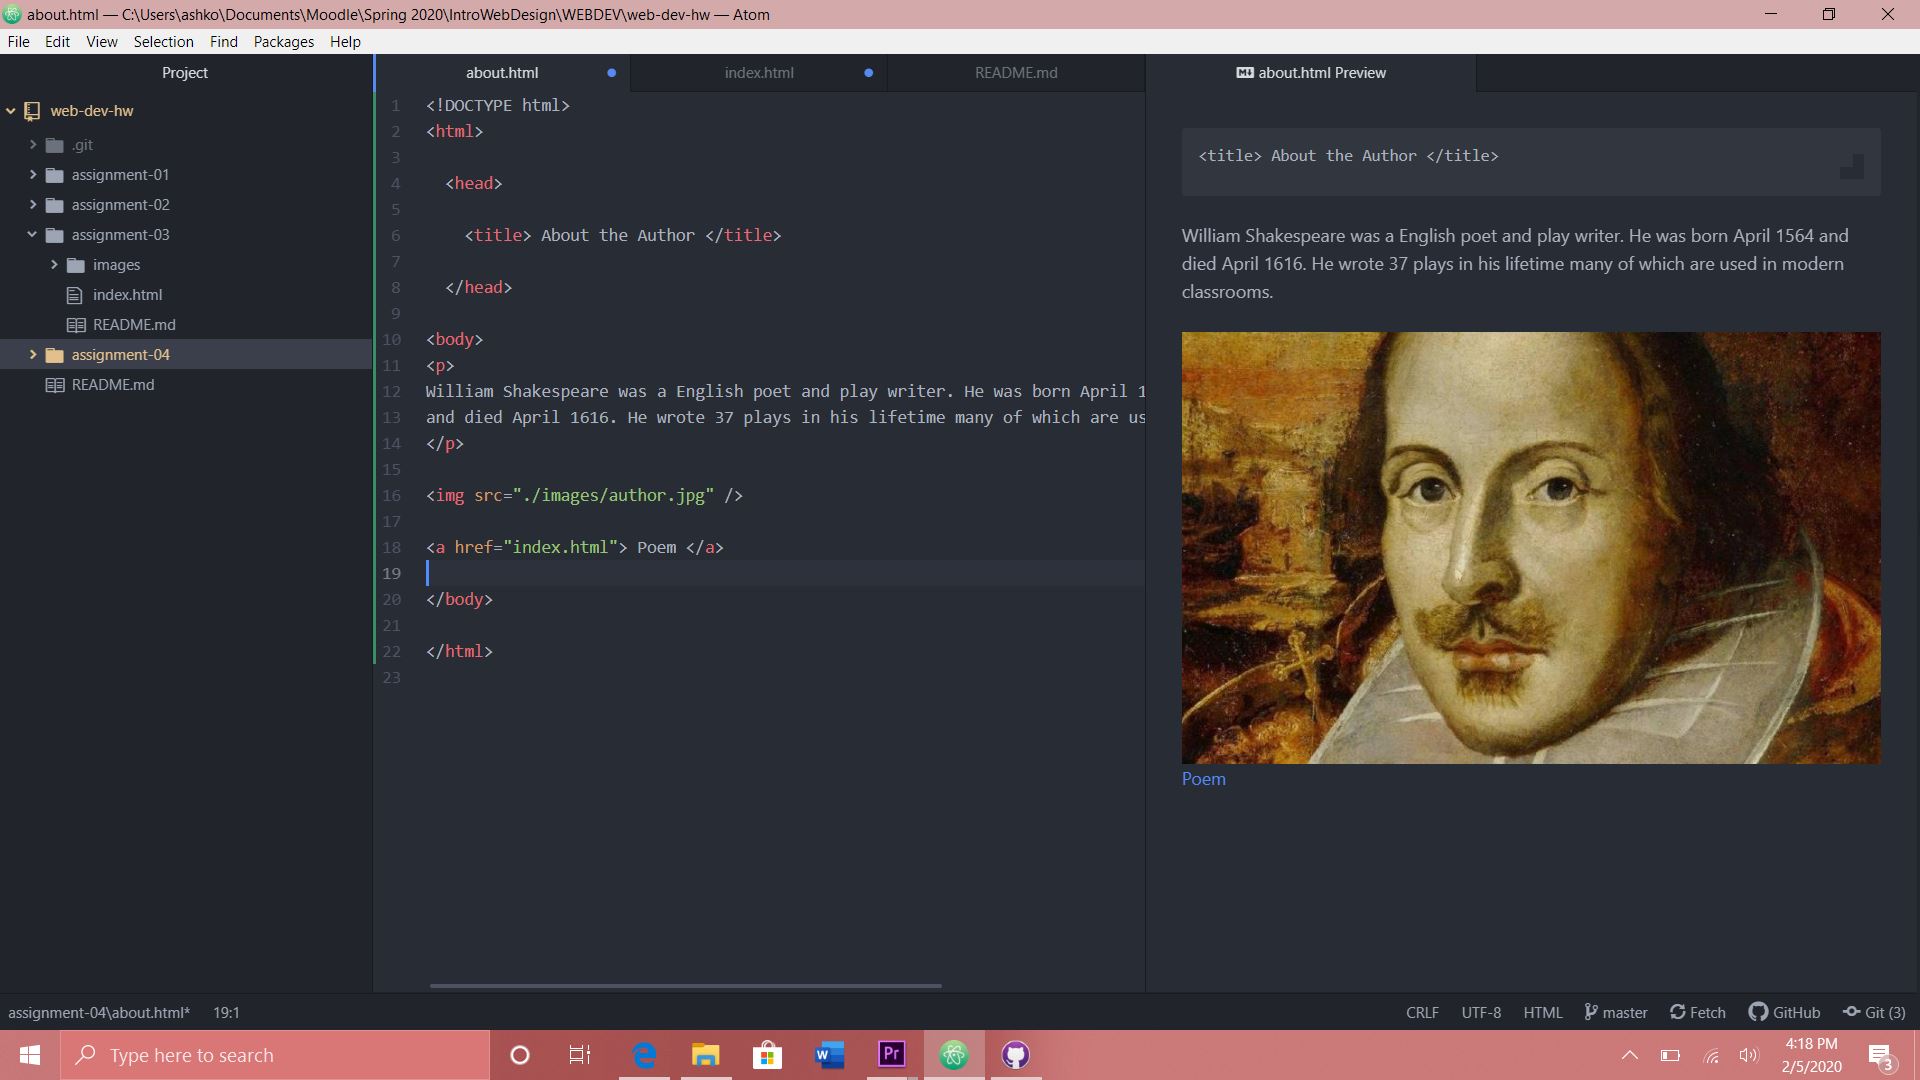 about.html — C:\Users\ashko\Documents\Moodle\Spring 2020\IntroWebDesign\WEBDEV\web-dev-hw — Atom
File Edit View Selection Find Packages Help
Project
web-dev-hw
.git
assignment-01
assignment-02
assignment-03
images
index.html
README.md
assignment-04
README.md
about.html index.html README.md
1 <!DOCTYPE html>
2 <html>
3
4 <head>
5
6 <title> About the Author </title>
7
8 </head>
9
10 <body>
11 <p>
12 William Shakespeare was a English poet and play writer. He was born April 1
13 and died April 1616. He wrote 37 plays in his lifetime many of which are us
14 </p>
15
16 <img src="./images/author.jpg" />
17
18 <a href="index.html"> Poem </a>
19
20 </body>
21
22 </html>
23
about.html Preview
<title> About the Author </title>
William Shakespeare was a English poet and play writer. He was born April 1564 and
died April 1616. He wrote 37 plays in his lifetime many of which are used in modern
classrooms.
Poem
assignment-04\about.html* 19:1
CRLF UTF-8 HTML master Fetch GitHub Git (3)
Type here to search
W
Pr
4:18 PM
2/5/2020
3